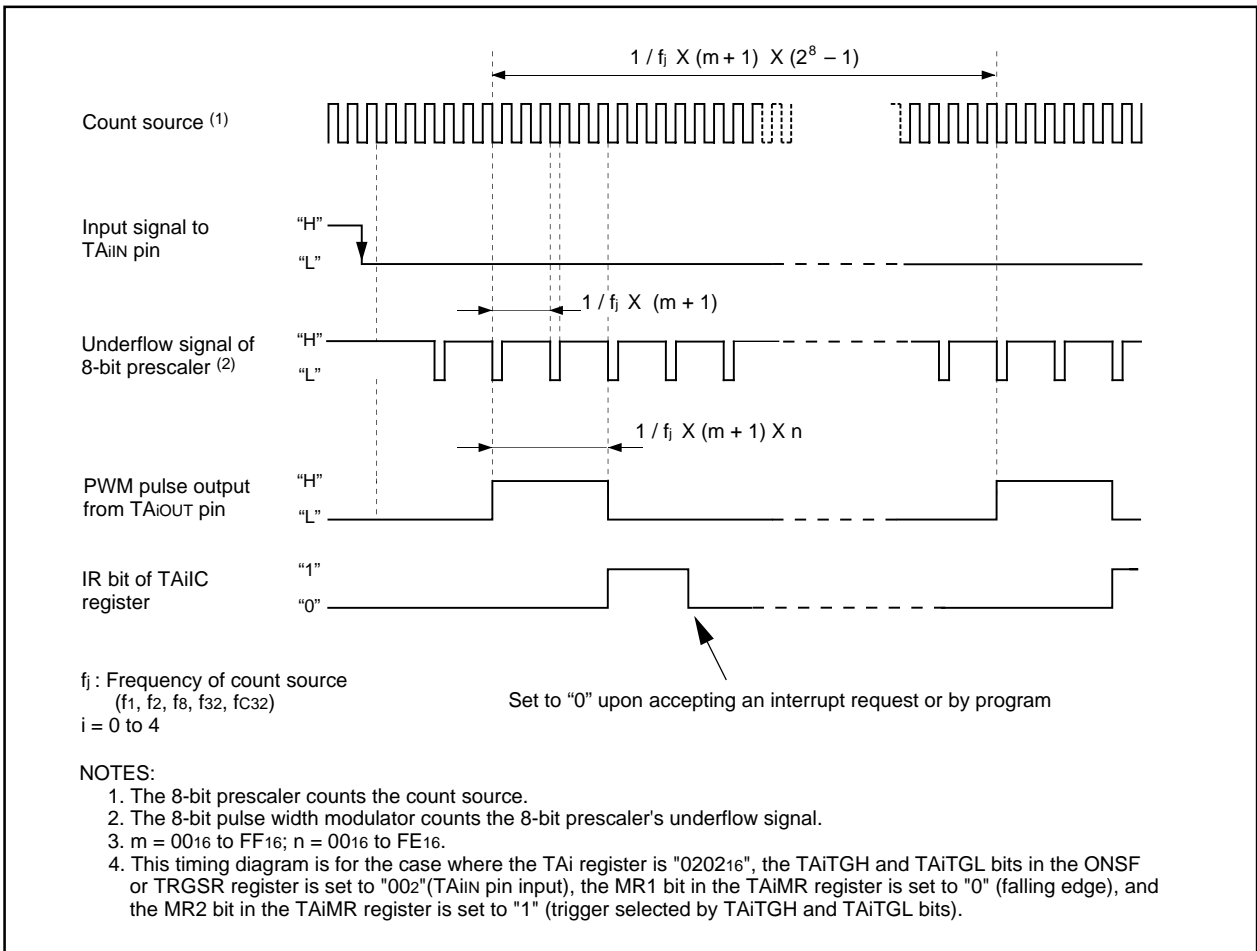 1 / fj X (m + 1) X (2⁸ – 1)
Count source (1)
Input signal to
TAiIN pin
“H”
“L”
1 / fj X (m + 1)
Underflow signal of
8-bit prescaler (2)
“H”
“L”
1 / fj X (m + 1) X n
PWM pulse output
from TAiOUT pin
“H”
“L”
IR bit of TAiIC
register
“1”
“0”
fj : Frequency of count source
(f1, f2, f8, f32, fC32)
i = 0 to 4
Set to “0” upon accepting an interrupt request or by program
NOTES:
1. The 8-bit prescaler counts the count source.
2. The 8-bit pulse width modulator counts the 8-bit prescaler's underflow signal.
3. m = 0016 to FF16; n = 0016 to FE16.
4. This timing diagram is for the case where the TAi register is "020216", the TAiTGH and TAiTGL bits in the ONSF
or TRGSR register is set to "002"(TAiIN pin input), the MR1 bit in the TAiMR register is set to "0" (falling edge), and
the MR2 bit in the TAiMR register is set to "1" (trigger selected by TAiTGH and TAiTGL bits).